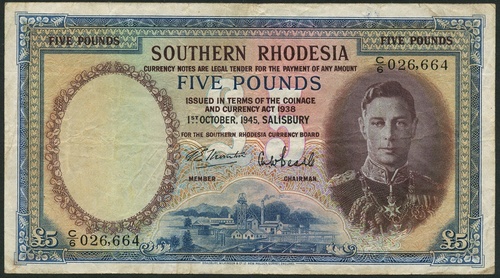 FIVE POUNDS FIVE POUNDS
SOUTHERN RHODESIA
CURRENCY NOTES ARE LEGAL TENDER FOR THE PAYMENT OF ANY AMOUNT
C/6 026,664
FIVE POUNDS
ISSUED IN TERMS OF THE COINAGE
AND CURRENCY ACT 1938
1ST OCTOBER, 1945, SALISBURY
FOR THE SOUTHERN RHODESIA CURRENCY BOARD
£5
MEMBER CHAIRMAN
C/6 026,664
£5 £5